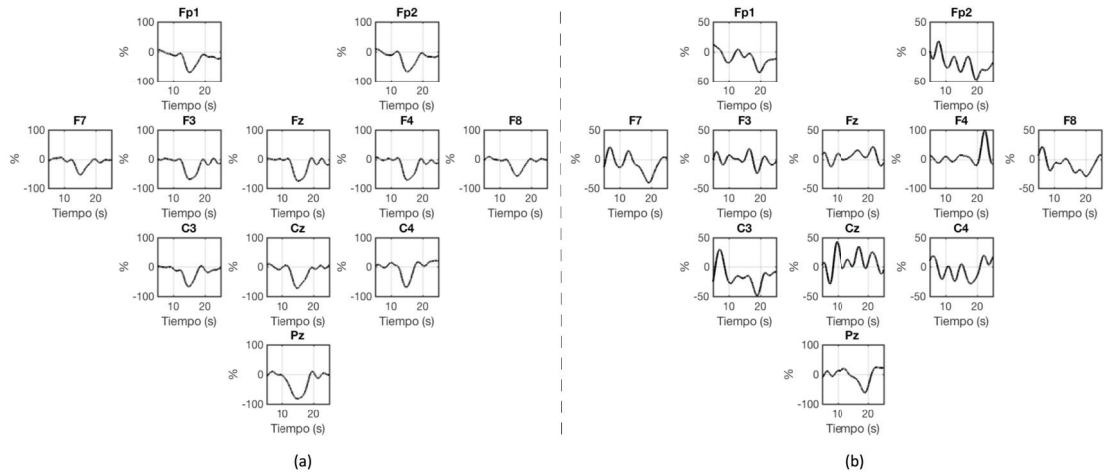 Fp1 Fp2 Fp1 Fp2
100 100 50 50
% 0 % 0 % 0 % 0
100 100 50 50
10 20 10 20 10 20 10 20
Tiempo (s) Tiempo (s) Tiempo (s) Tiempo (s)
F7 F3 Fz F4 F8 F7 F3 Fz F4 F8
100 100 100 100 100 50 50 50 100 50
% 0 % 0 % 0 % 0 % 0 % 0 % 0 % 0 % 0 % 0
-100 -100 -100 -100 -100 -50 -50 -50 -100 -50
10 20 10 20 10 20 10 20 10 20 10 20 10 20 10 20 10 20 10 20
Tiempo (s) Tiempo (s) Tiempo (s) Tiempo (s) Tiempo (s) Tiempo (s) Tiempo (s) Tiempo (s) Tiempo (s) Tiempo (s)
C3 Cz C4 C3 Cz C4
100 100 100 50 50 50
% 0 % 0 % 0 % 0 % 0 % 0
-100 -100 -100 -50 -50 -50
10 20 10 20 10 20 10 20 10 20 10 20
Tiempo (s) Tiempo (s) Tiempo (s) Tiempo (s) Tiempo (s) Tiempo (s)
Pz Pz
100 100
% 0 % 0
-100 -100
10 20 10 20
Tiempo (s) Tiempo (s)
(a) (b)